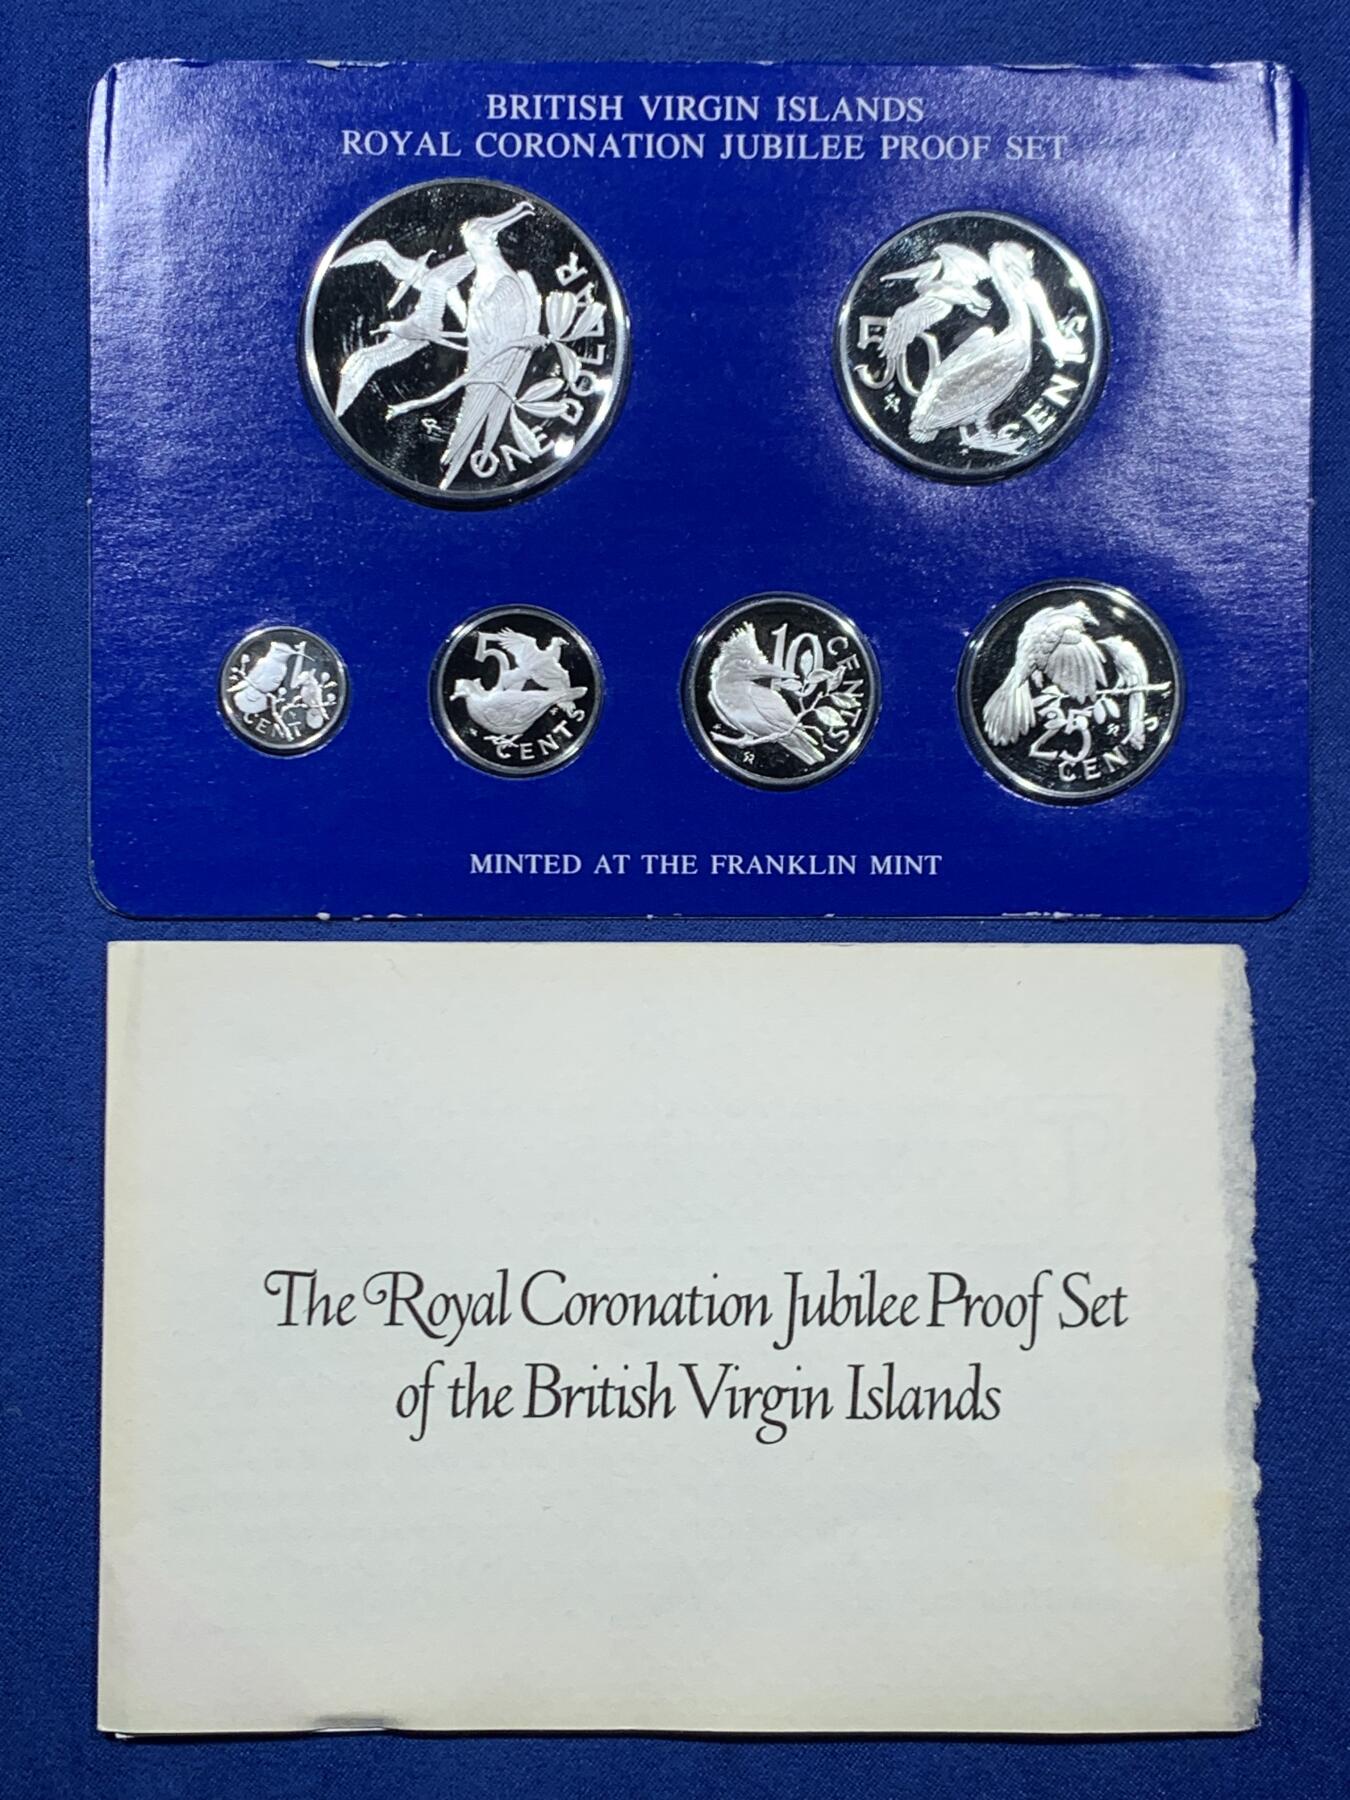 BRITISH VIRGIN ISLANDS
ROYAL CORONATION JUBILEE PROOF SET
ONE DOLLAR
50 CENTS
1 CENT
5 CENTS
10 CENTS
25 CENTS
MINTED AT THE FRANKLIN MINT
The Royal Coronation Jubilee Proof Set
of the British Virgin Islands